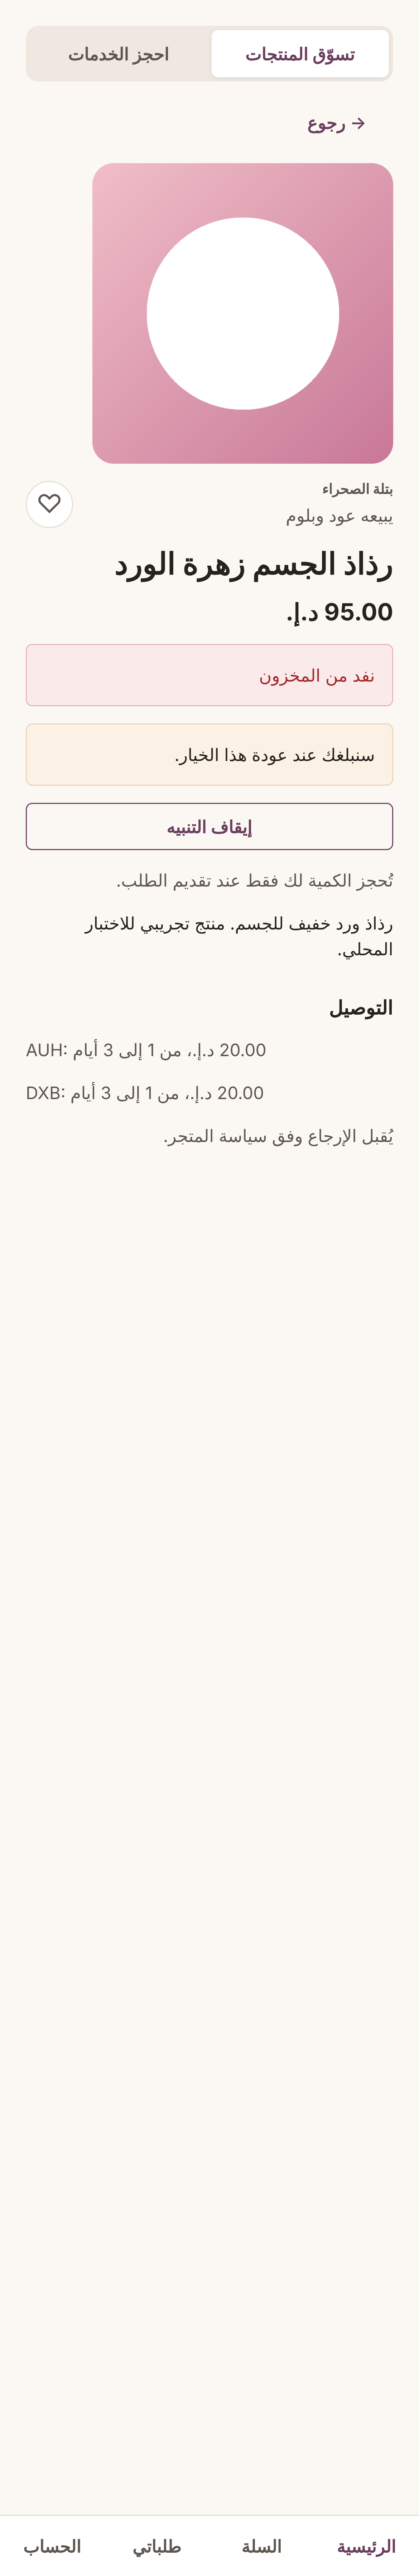 تسوّق المنتجات
احجز الخدمات
→ رجوع
بتلة الصحراء
يبيعه عود وبلوم
رذاذ الجسم زهرة الورد
95.00 د.إ.
نفد من المخزون
سنبلغك عند عودة هذا الخيار.
إيقاف التنبيه
تُحجز الكمية لك فقط عند تقديم الطلب.
رذاذ ورد خفيف للجسم. منتج تجريبي للاختبار
المحلي.
التوصيل
AUH: 20.00 د.إ.، من 1 إلى 3 أيام
DXB: 20.00 د.إ.، من 1 إلى 3 أيام
يُقبل الإرجاع وفق سياسة المتجر.
الرئيسية
السلة
طلباتي
الحساب